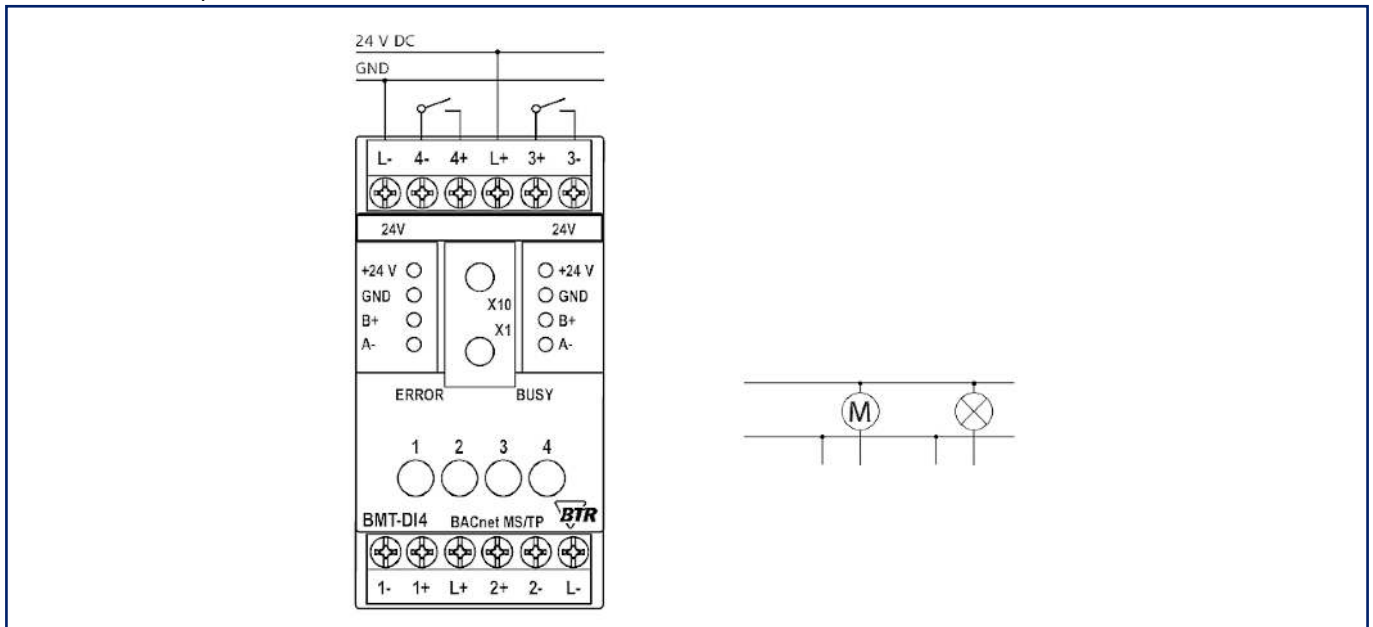 24 V DC
GND
L- 4- 4+ L+ 3+ 3-
24V 24V
+24 V +24 V
GND GND
X10
B+ B+
X1
A- A-
ERROR BUSY
1 2 3 4
BMT-DI4 BACnet MS/TP BTR
1- 1+ L+ 2+ 2- L-
M